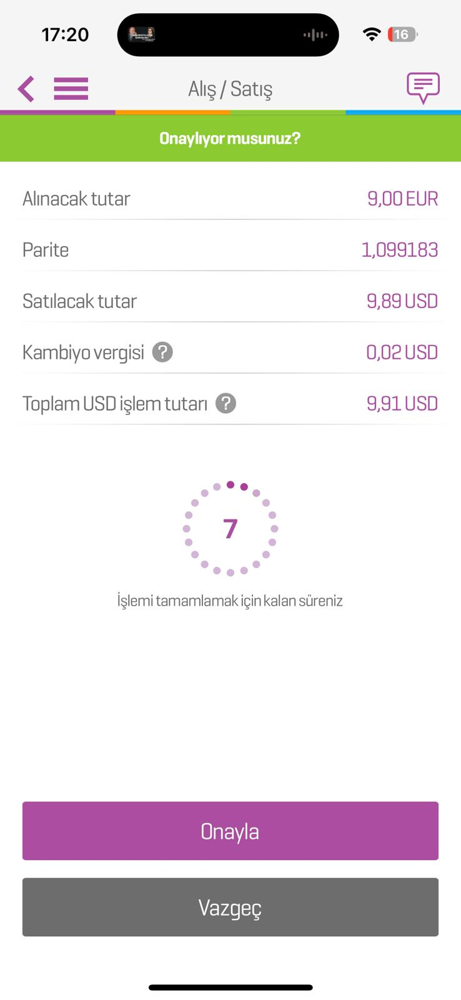 17:20
16
Alış / Satış
Onaylıyor musunuz?
Alınacak tutar 9,00 EUR
Parite 1,099183
Satılacak tutar 9,89 USD
Kambiyo vergisi ? 0,02 USD
Toplam USD işlem tutarı ? 9,91 USD
7
İşlemi tamamlamak için kalan süreniz
Onayla
Vazgeç